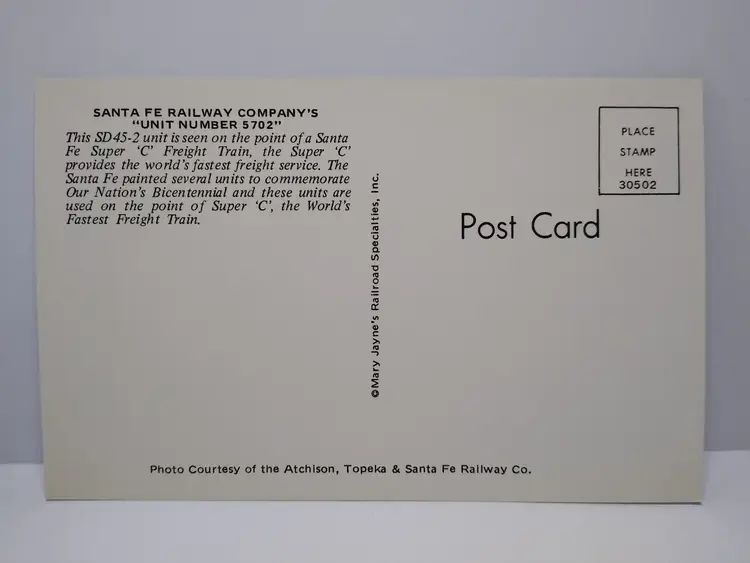 SANTA FE RAILWAY COMPANY'S
"UNIT NUMBER 5702"
This SD45-2 unit is seen on the point of a Santa
Fe Super 'C' Freight Train, the Super 'C'
provides the world's fastest freight service. The
Santa Fe painted several units to commemorate
Our Nation's Bicentennial and these units are
used on the point of Super 'C', the World's
Fastest Freight Train.
©Mary Jayne's Railroad Specialties, Inc.
PLACE
STAMP
HERE
30502
Post Card
Photo Courtesy of the Atchison, Topeka & Santa Fe Railway Co.